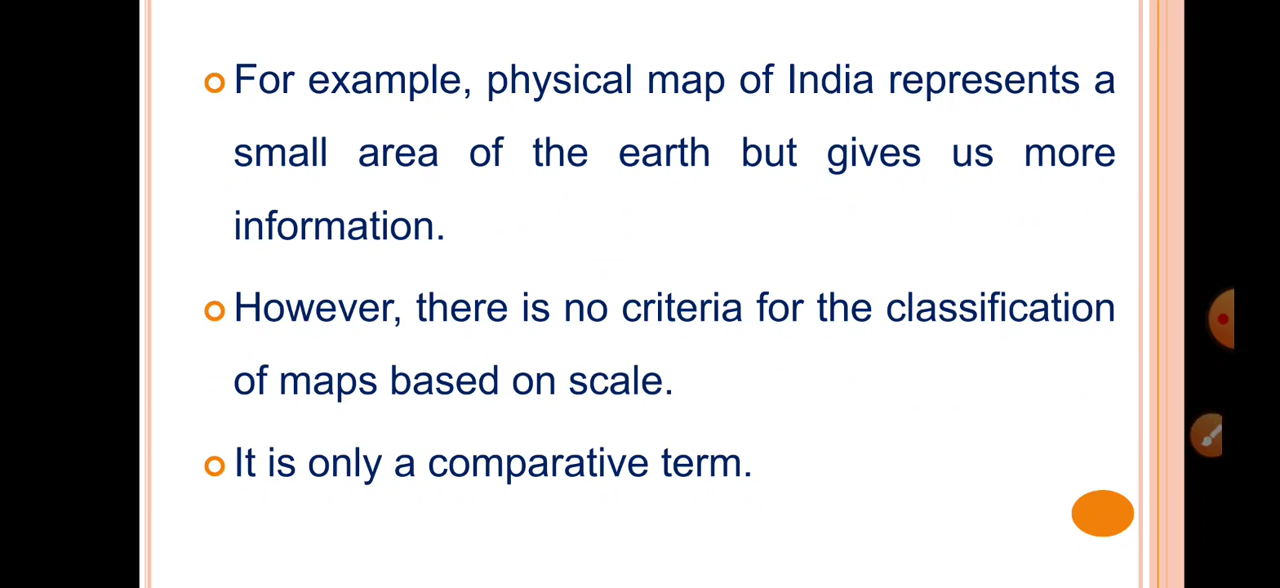 For example, physical map of India represents a
small area of the earth but gives us more
information.
However, there is no criteria for the classification
of maps based on scale.
It is only a comparative term.